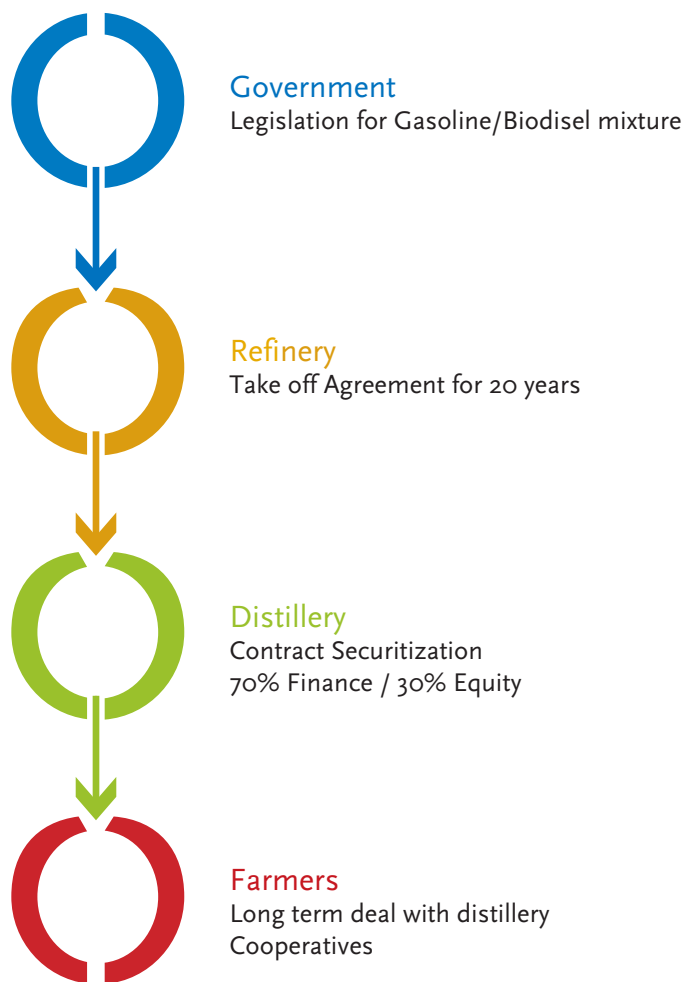 Government
Legislation for Gasoline/Biodisel mixture
Refinery
Take off Agreement for 20 years
Distillery
Contract Securitization
70% Finance / 30% Equity
Farmers
Long term deal with distillery
Cooperatives